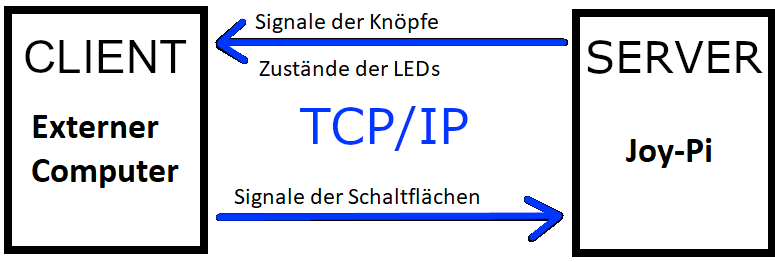 CLIENT
Externer
Computer
Signale der Knöpfe
Zustände der LEDs
TCP/IP
Signale der Schaltflächen
SERVER
Joy-Pi